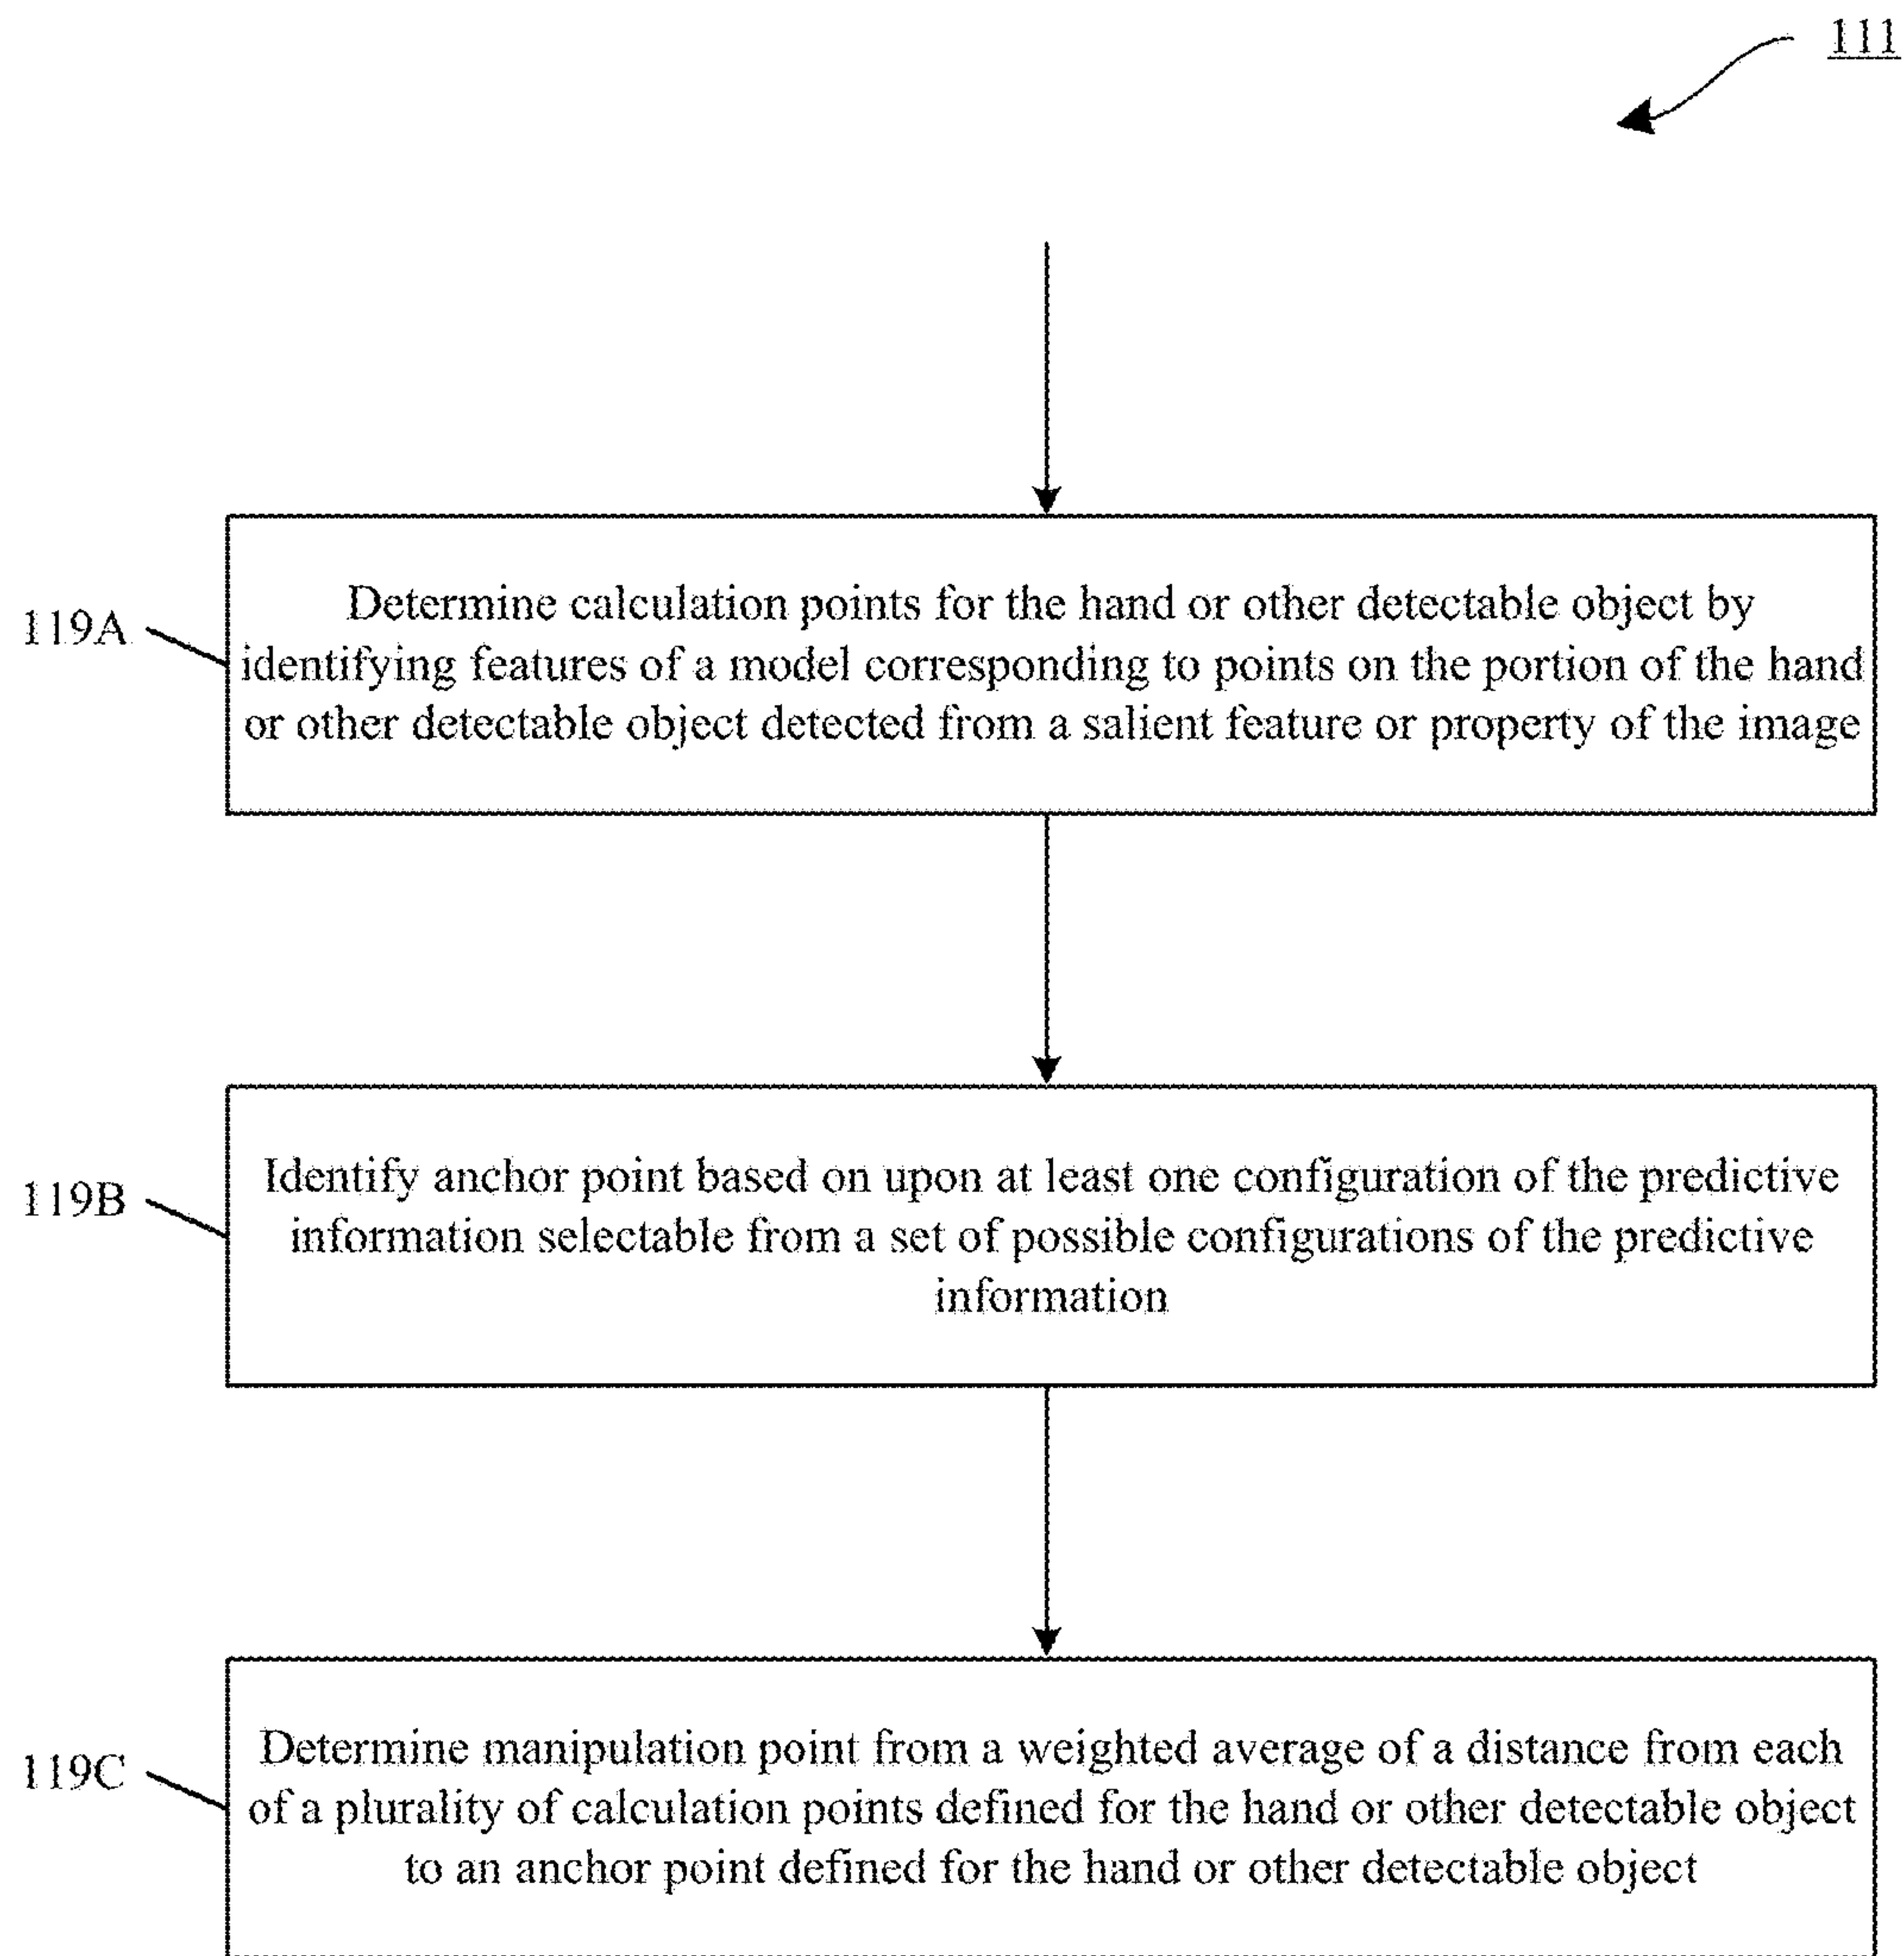 111
119A
Determine calculation points for the hand or other detectable object by
identifying features of a model corresponding to points on the portion of the hand
or other detectable object detected from a salient feature or property of the image
119B
Identify anchor point based on upon at least one configuration of the predictive
information selectable from a set of possible configurations of the predictive
information
119C
Determine manipulation point from a weighted average of a distance from each
of a plurality of calculation points defined for the hand or other detectable object
to an anchor point defined for the hand or other detectable object